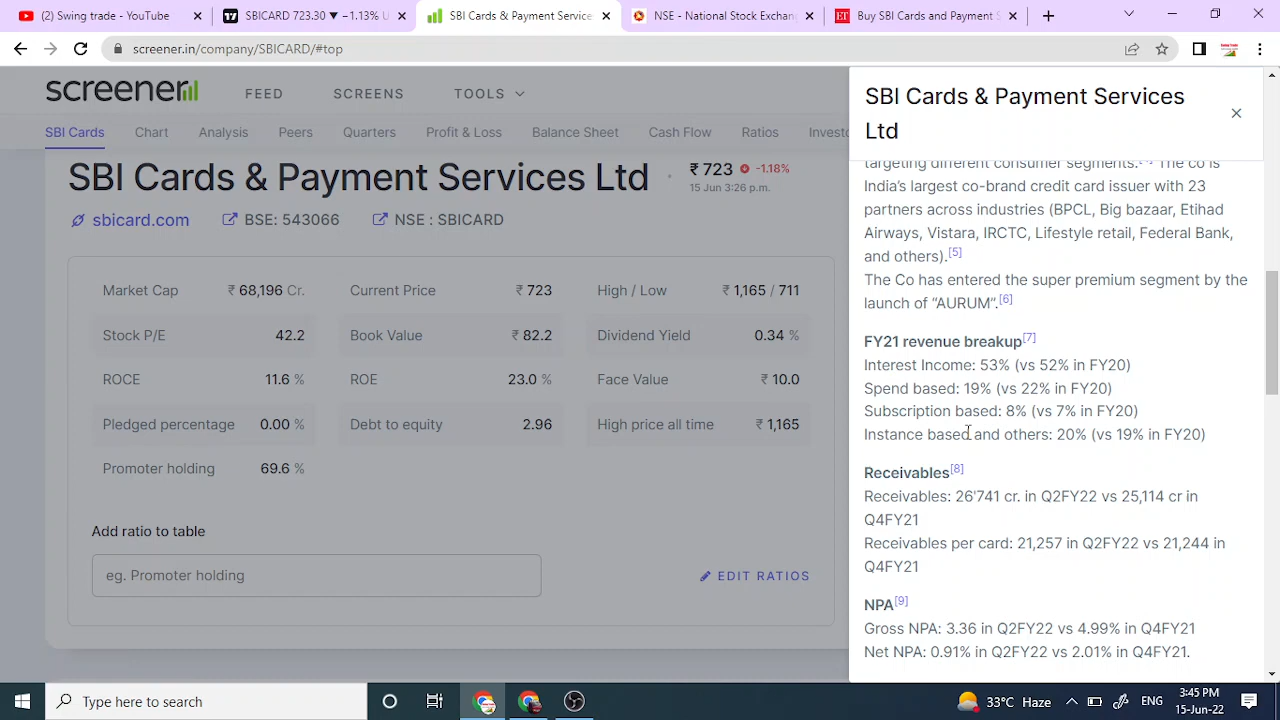 (32) Swing trade - YouTube
SBICARD 723.30 ▼ −1.13% U
SBI Cards & Payment Service
NSE - National Stock Exchan
ET Buy SBI Cards and Payment S
screener.in/company/SBICARD/#top
screener
FEED SCREENS TOOLS
SBI Cards Chart Analysis Peers Quarters Profit & Loss Balance Sheet Cash Flow Ratios Investo
SBI Cards & Payment Services Ltd
₹ 723 -1.18%
15 Jun 3:26 p.m.
sbicard.com BSE: 543066 NSE : SBICARD
Market Cap ₹ 68,196 Cr. Current Price ₹ 723 High / Low ₹ 1,165 / 711
Stock P/E 42.2 Book Value ₹ 82.2 Dividend Yield 0.34 %
ROCE 11.6 % ROE 23.0 % Face Value ₹ 10.0
Pledged percentage 0.00 % Debt to equity 2.96 High price all time ₹ 1,165
Promoter holding 69.6 %
Add ratio to table
eg. Promoter holding
EDIT RATIOS
SBI Cards & Payment Services
Ltd
targeting different consumer segments. The co is
India's largest co-brand credit card issuer with 23
partners across industries (BPCL, Big bazaar, Etihad
Airways, Vistara, IRCTC, Lifestyle retail, Federal Bank,
and others).[5]
The Co has entered the super premium segment by the
launch of “AURUM”.[6]
FY21 revenue breakup[7]
Interest Income: 53% (vs 52% in FY20)
Spend based: 19% (vs 22% in FY20)
Subscription based: 8% (vs 7% in FY20)
Instance based and others: 20% (vs 19% in FY20)
Receivables[8]
Receivables: 26'741 cr. in Q2FY22 vs 25,114 cr in
Q4FY21
Receivables per card: 21,257 in Q2FY22 vs 21,244 in
Q4FY21
NPA[9]
Gross NPA: 3.36 in Q2FY22 vs 4.99% in Q4FY21
Net NPA: 0.91% in Q2FY22 vs 2.01% in Q4FY21.
Type here to search
33°C Haze
ENG
3:45 PM
15-Jun-22